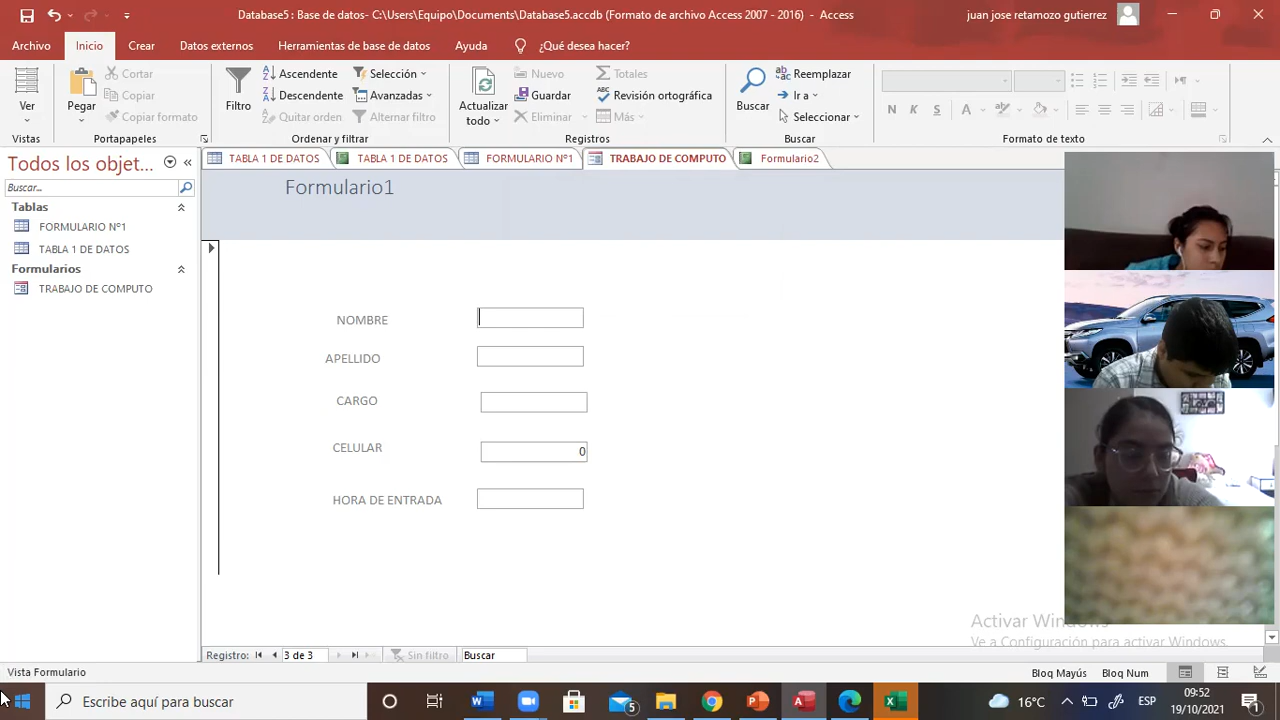 Database5 : Base de datos- C:\Users\Equipo\Documents\Database5.accdb (Formato de archivo Access 2007 - 2016) - Access
juan jose retamozo gutierrez
Archivo Inicio Crear Datos externos Herramientas de base de datos Ayuda ¿Qué desea hacer?
Ver
Vistas
Pegar
Cortar
Copiar
Copiar formato
Portapapeles
Filtro
Ascendente
Descendente
Quitar orden
Selección
Avanzadas
Alternar filtro
Ordenar y filtrar
Actualizar
todo
Nuevo
Guardar
Eliminar
Totales
Revisión ortográfica
Más
Registros
Buscar
Reemplazar
Ir a
Seleccionar
Buscar
N K S A
Formato de texto
Todos los objet...
Buscar...
Tablas
FORMULARIO Nº1
TABLA 1 DE DATOS
Formularios
TRABAJO DE COMPUTO
TABLA 1 DE DATOS TABLA 1 DE DATOS FORMULARIO Nº1 TRABAJO DE COMPUTO Formulario2
Formulario1
NOMBRE
APELLIDO
CARGO
CELULAR 0
HORA DE ENTRADA
Activar Windows
Ve a Configuración para activar Windows.
Registro: 3 de 3 Sin filtro Buscar
Vista Formulario
Bloq Mayús Bloq Num
Escribe aquí para buscar
5
16°C
ESP
09:52
19/10/2021
1